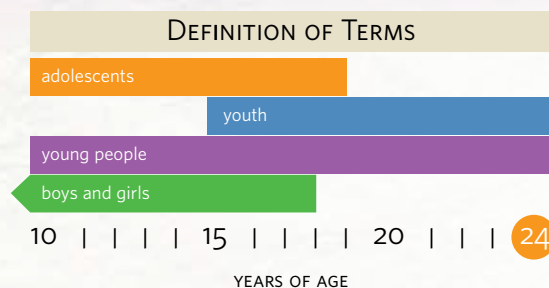 DEFINITION OF TERMS
adolescents
youth
young people
boys and girls
10 | | | | 15 | | | | 20 | | | 24
YEARS OF AGE